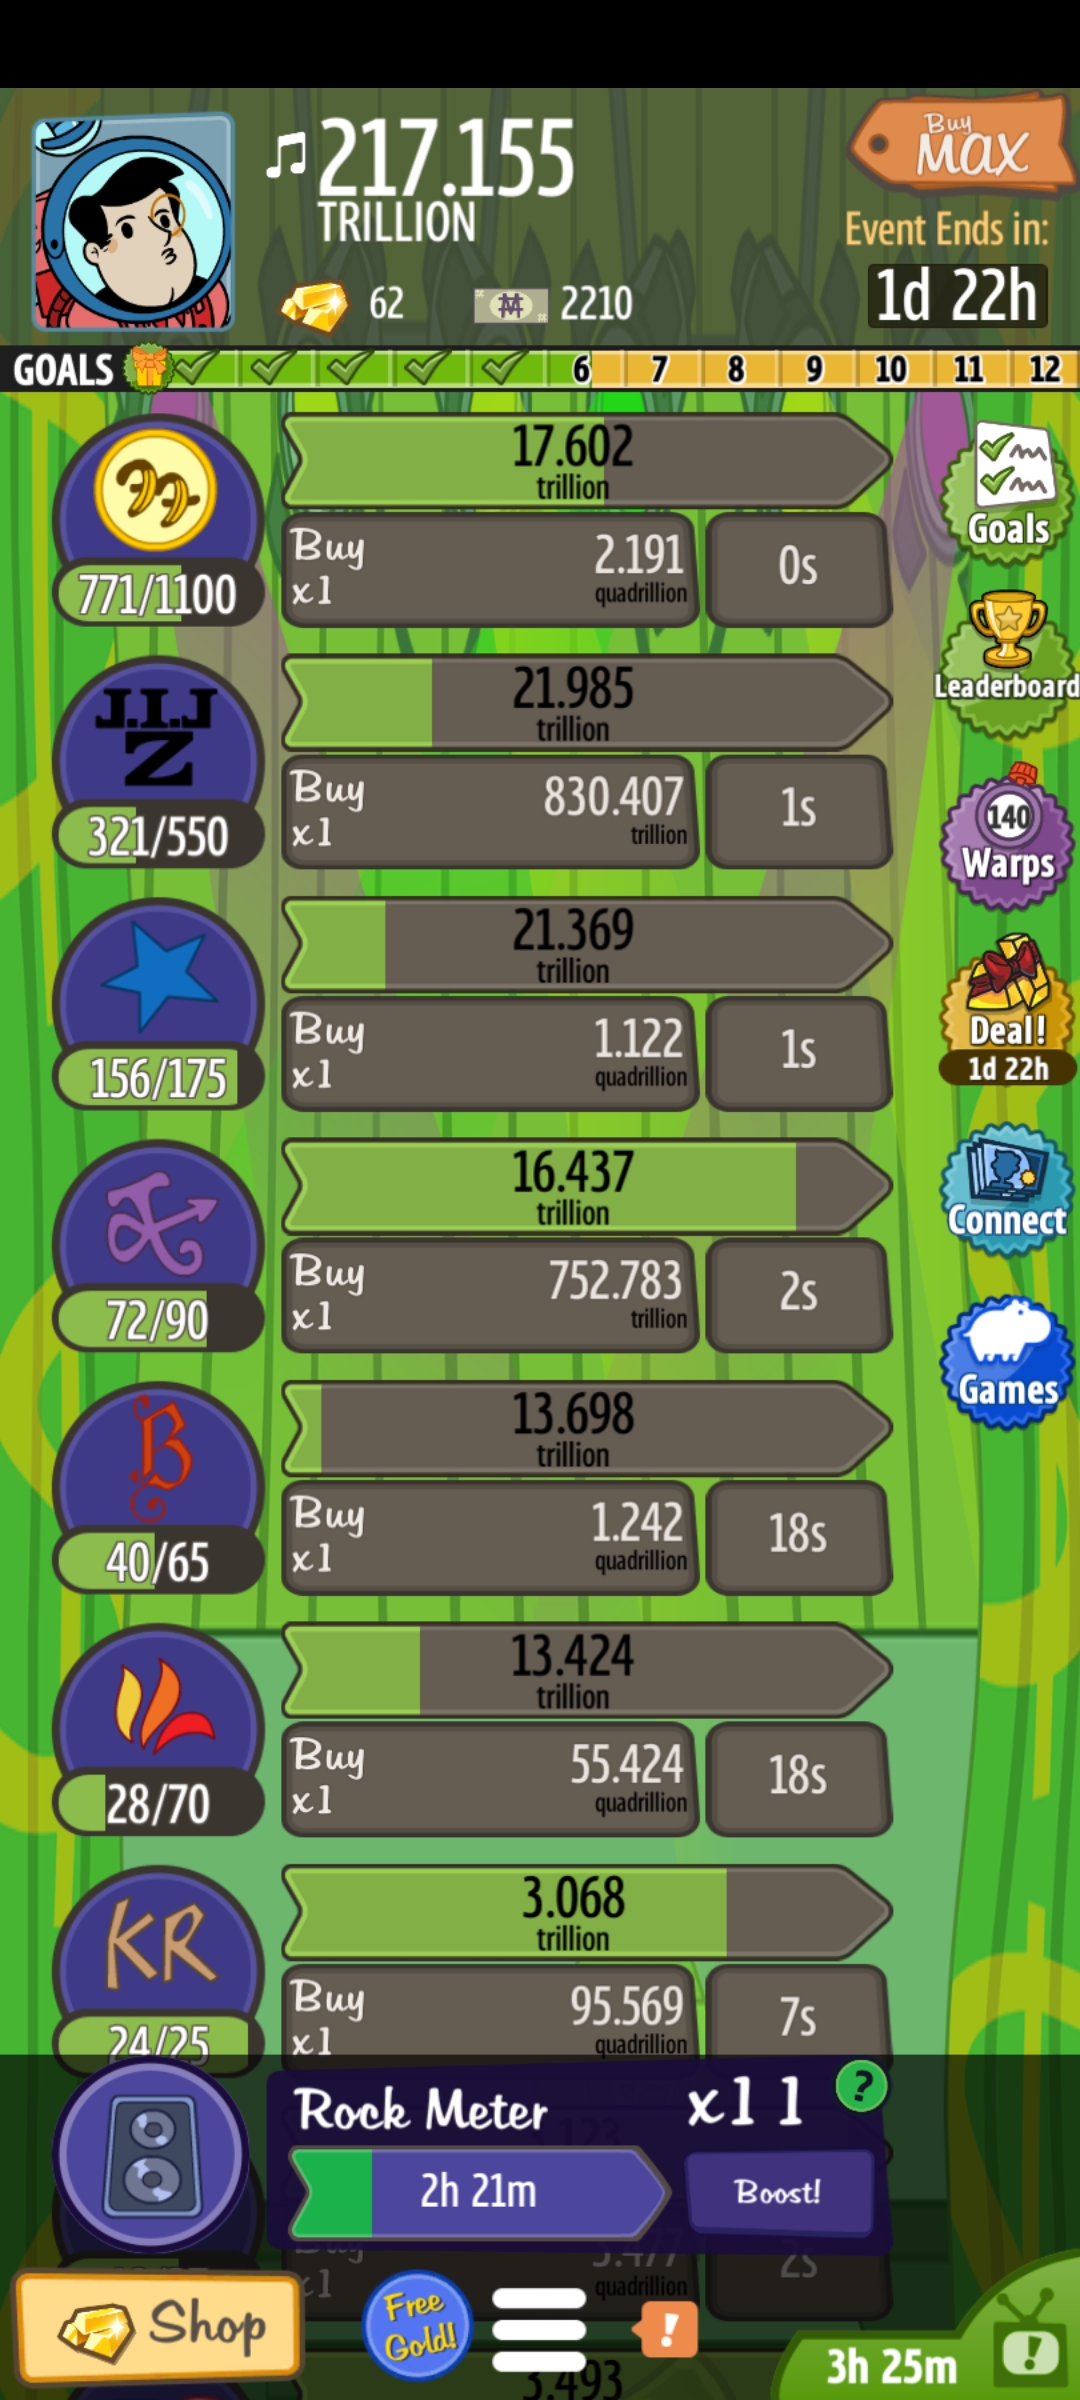 217.155
TRILLION
62
2210
Buy
MAX
Event Ends in:
1d 22h
GOALS
6 7 8 9 10 11 12
17.602
trillion
771/1100
Buy
x1
2.191
quadrillion
0s
Goals
J.I.J
Z
21.985
trillion
321/550
Buy
x1
830.407
trillion
1s
Leaderboard
21.369
trillion
156/175
Buy
x1
1.122
quadrillion
1s
140
Warps
Deal!
1d 22h
16.437
trillion
72/90
Buy
x1
752.783
trillion
2s
Connect
B
13.698
trillion
40/65
Buy
x1
1.242
quadrillion
18s
Games
13.424
trillion
28/70
Buy
x1
55.424
quadrillion
18s
KR
3.068
trillion
24/25
Buy
x1
95.569
quadrillion
7s
Rock Meter
x11
?
2h 21m
Boost!
Buy
x1
quadrillion
2s
Shop
Free
Gold!
!
3.493
3h 25m
!